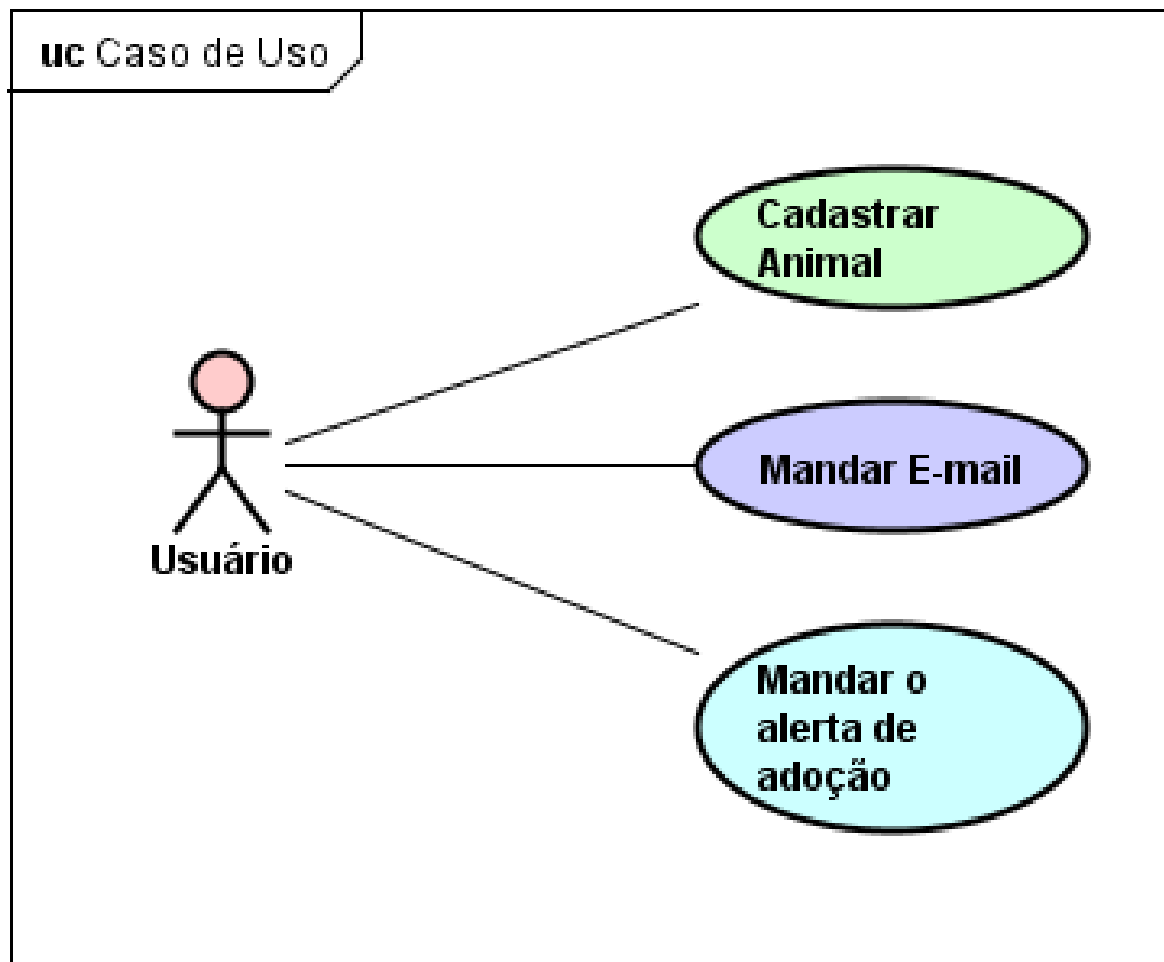 uc Caso de Uso
Cadastrar
Animal
Mandar E-mail
Usuário
Mandar o
alerta de
adoção